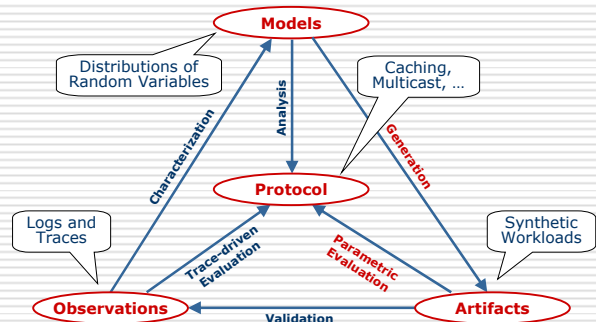 Models
Distributions of
Random Variables
Caching,
Multicast, ...
Characterization
Analysis
Generation
Protocol
Logs and
Traces
Trace-driven
Evaluation
Parametric
Evaluation
Synthetic
Workloads
Observations
Artifacts
Validation